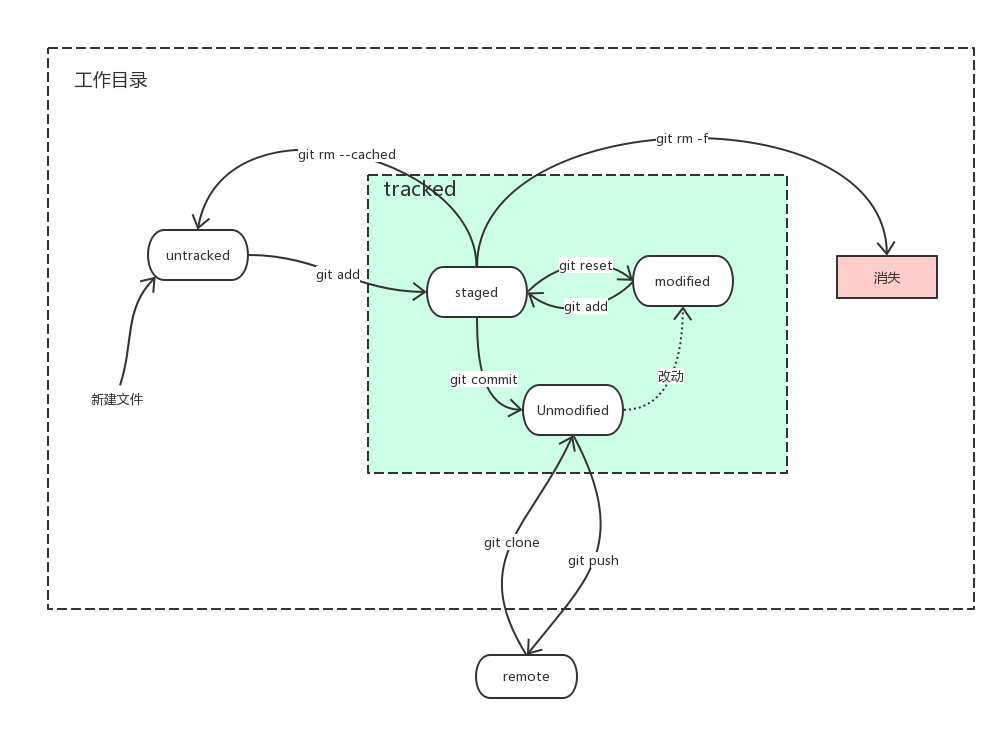 工作目录
git rm -f
git rm --cached
tracked
untracked
git add
git reset
staged
modified
消失
git add
改动
git commit
新建文件
Unmodified
git clone
git push
remote